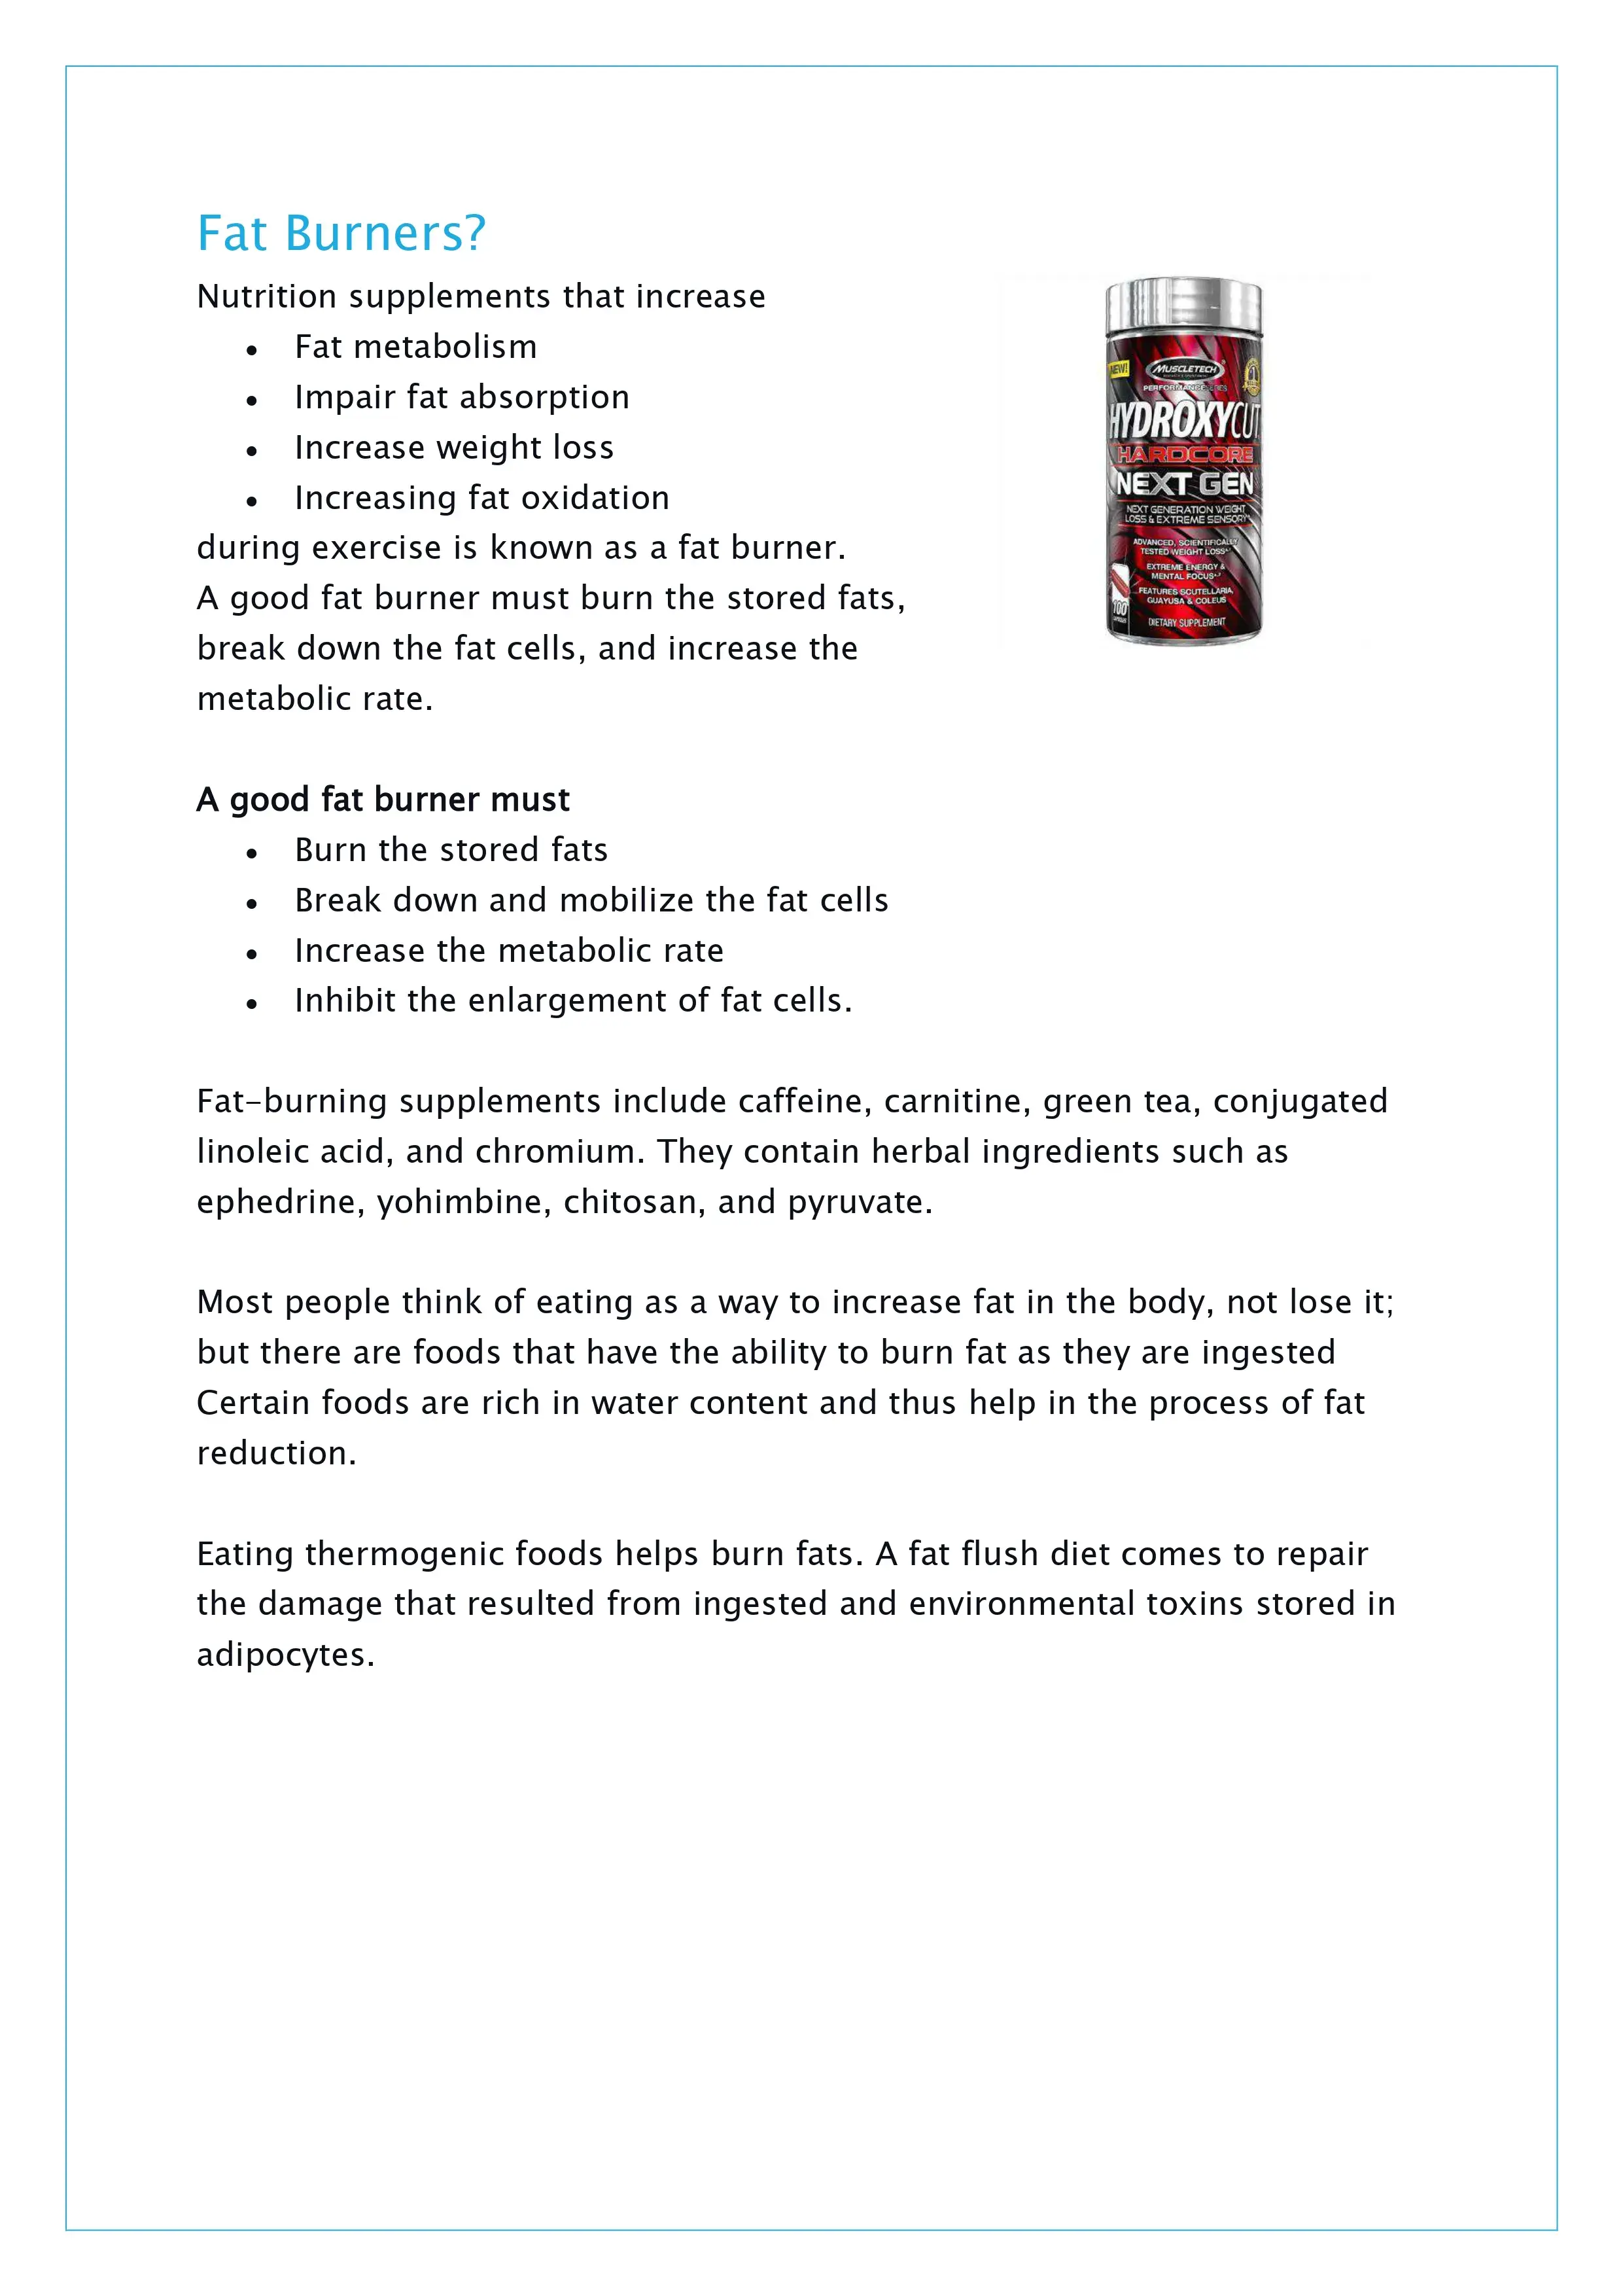 Fat Burners?
Nutrition supplements that increase
• Fat metabolism
• Impair fat absorption
• Increase weight loss
• Increasing fat oxidation
during exercise is known as a fat burner.
A good fat burner must burn the stored fats,
break down the fat cells, and increase the
metabolic rate.
NEW!
MUSCLETECH
PERFORMANCE SERIES
HYDROXYCUT
HARDCORE
NEXT GEN
NEXT GENERATION WEIGHT
LOSS & EXTREME SENSORY
ADVANCED, SCIENTIFICALLY
TESTED WEIGHT LOSS
EXTREME ENERGY &
MENTAL FOCUS
FEATURES SCUTELLARIA,
GUAYUSA & COLEUS
100
DIETARY SUPPLEMENT
A good fat burner must
• Burn the stored fats
• Break down and mobilize the fat cells
• Increase the metabolic rate
• Inhibit the enlargement of fat cells.
Fat-burning supplements include caffeine, carnitine, green tea, conjugated
linoleic acid, and chromium. They contain herbal ingredients such as
ephedrine, yohimbine, chitosan, and pyruvate.
Most people think of eating as a way to increase fat in the body, not lose it;
but there are foods that have the ability to burn fat as they are ingested
Certain foods are rich in water content and thus help in the process of fat
reduction.
Eating thermogenic foods helps burn fats. A fat flush diet comes to repair
the damage that resulted from ingested and environmental toxins stored in
adipocytes.